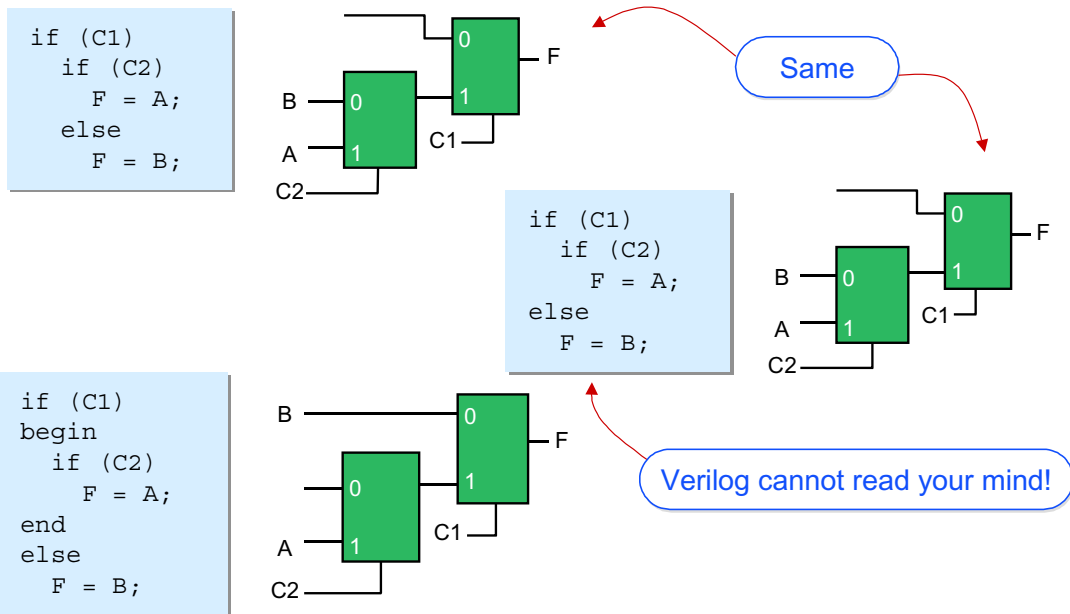 if (C1)
if (C2)
F = A;
else
F = B;
0
1
F
B
0
A
1
C1
C2
Same
if (C1)
if (C2)
F = A;
else
F = B;
0
1
F
B
0
A
1
C1
C2
if (C1)
begin
if (C2)
F = A;
end
else
F = B;
B
0
F
0
1
A
1
C1
C2
Verilog cannot read your mind!